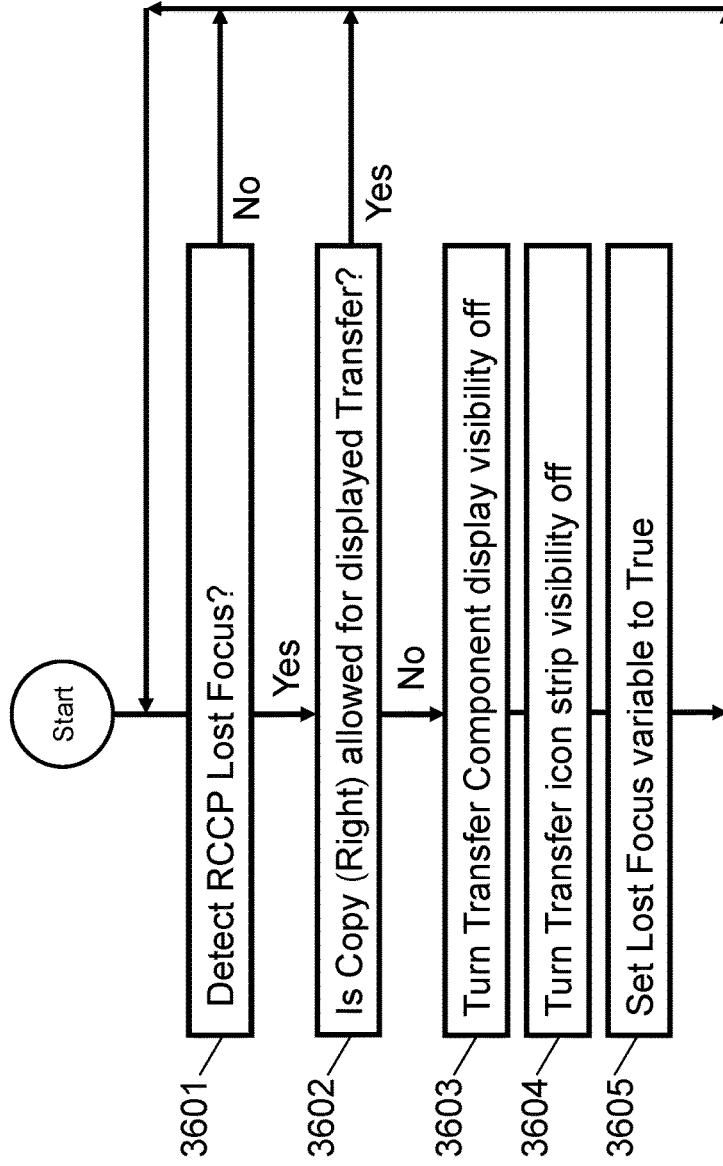 Start
3601
Detect RCCP Lost Focus?
No
Yes
3602
Is Copy (Right) allowed for displayed Transfer?
Yes
No
3603
Turn Transfer Component display visibility off
3604
Turn Transfer icon strip visibility off
3605
Set Lost Focus variable to True